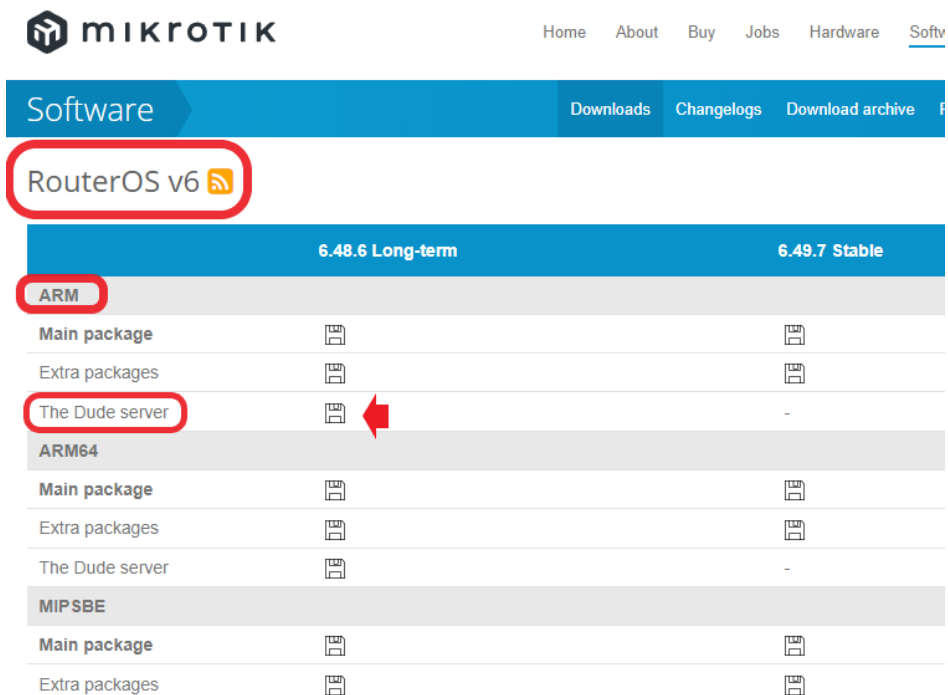 mikrotik
Home About Buy Jobs Hardware
Software
Downloads Changelogs Download archive
RouterOS v6
6.48.6 Long-term 6.49.7 Stable
ARM
Main package
Extra packages
The Dude server -
ARM64
Main package
Extra packages
The Dude server -
MIPSBE
Main package
Extra packages